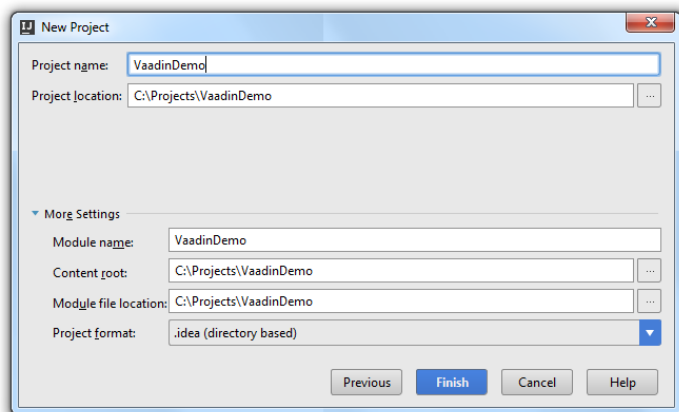 IJ New Project
Project name: VaadinDemo
Project location: C:\Projects\VaadinDemo ...
More Settings
Module name: VaadinDemo
Content root: C:\Projects\VaadinDemo ...
Module file location: C:\Projects\VaadinDemo ...
Project format: .idea (directory based)
Previous Finish Cancel Help